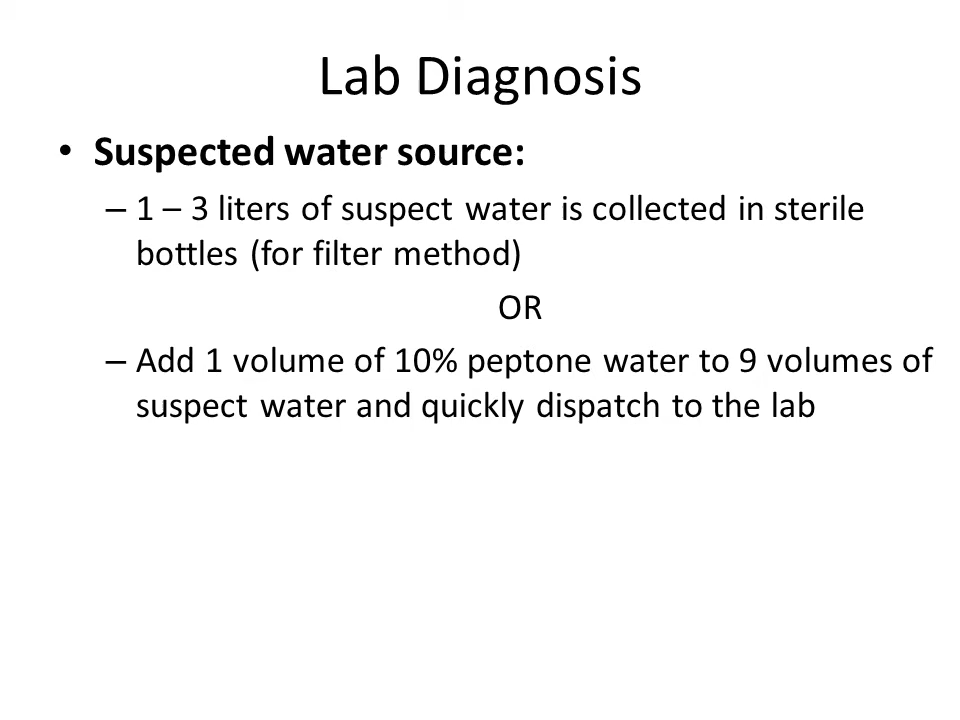 Lab Diagnosis
• Suspected water source:
– 1 – 3 liters of suspect water is collected in sterile
bottles (for filter method)
OR
– Add 1 volume of 10% peptone water to 9 volumes of
suspect water and quickly dispatch to the lab